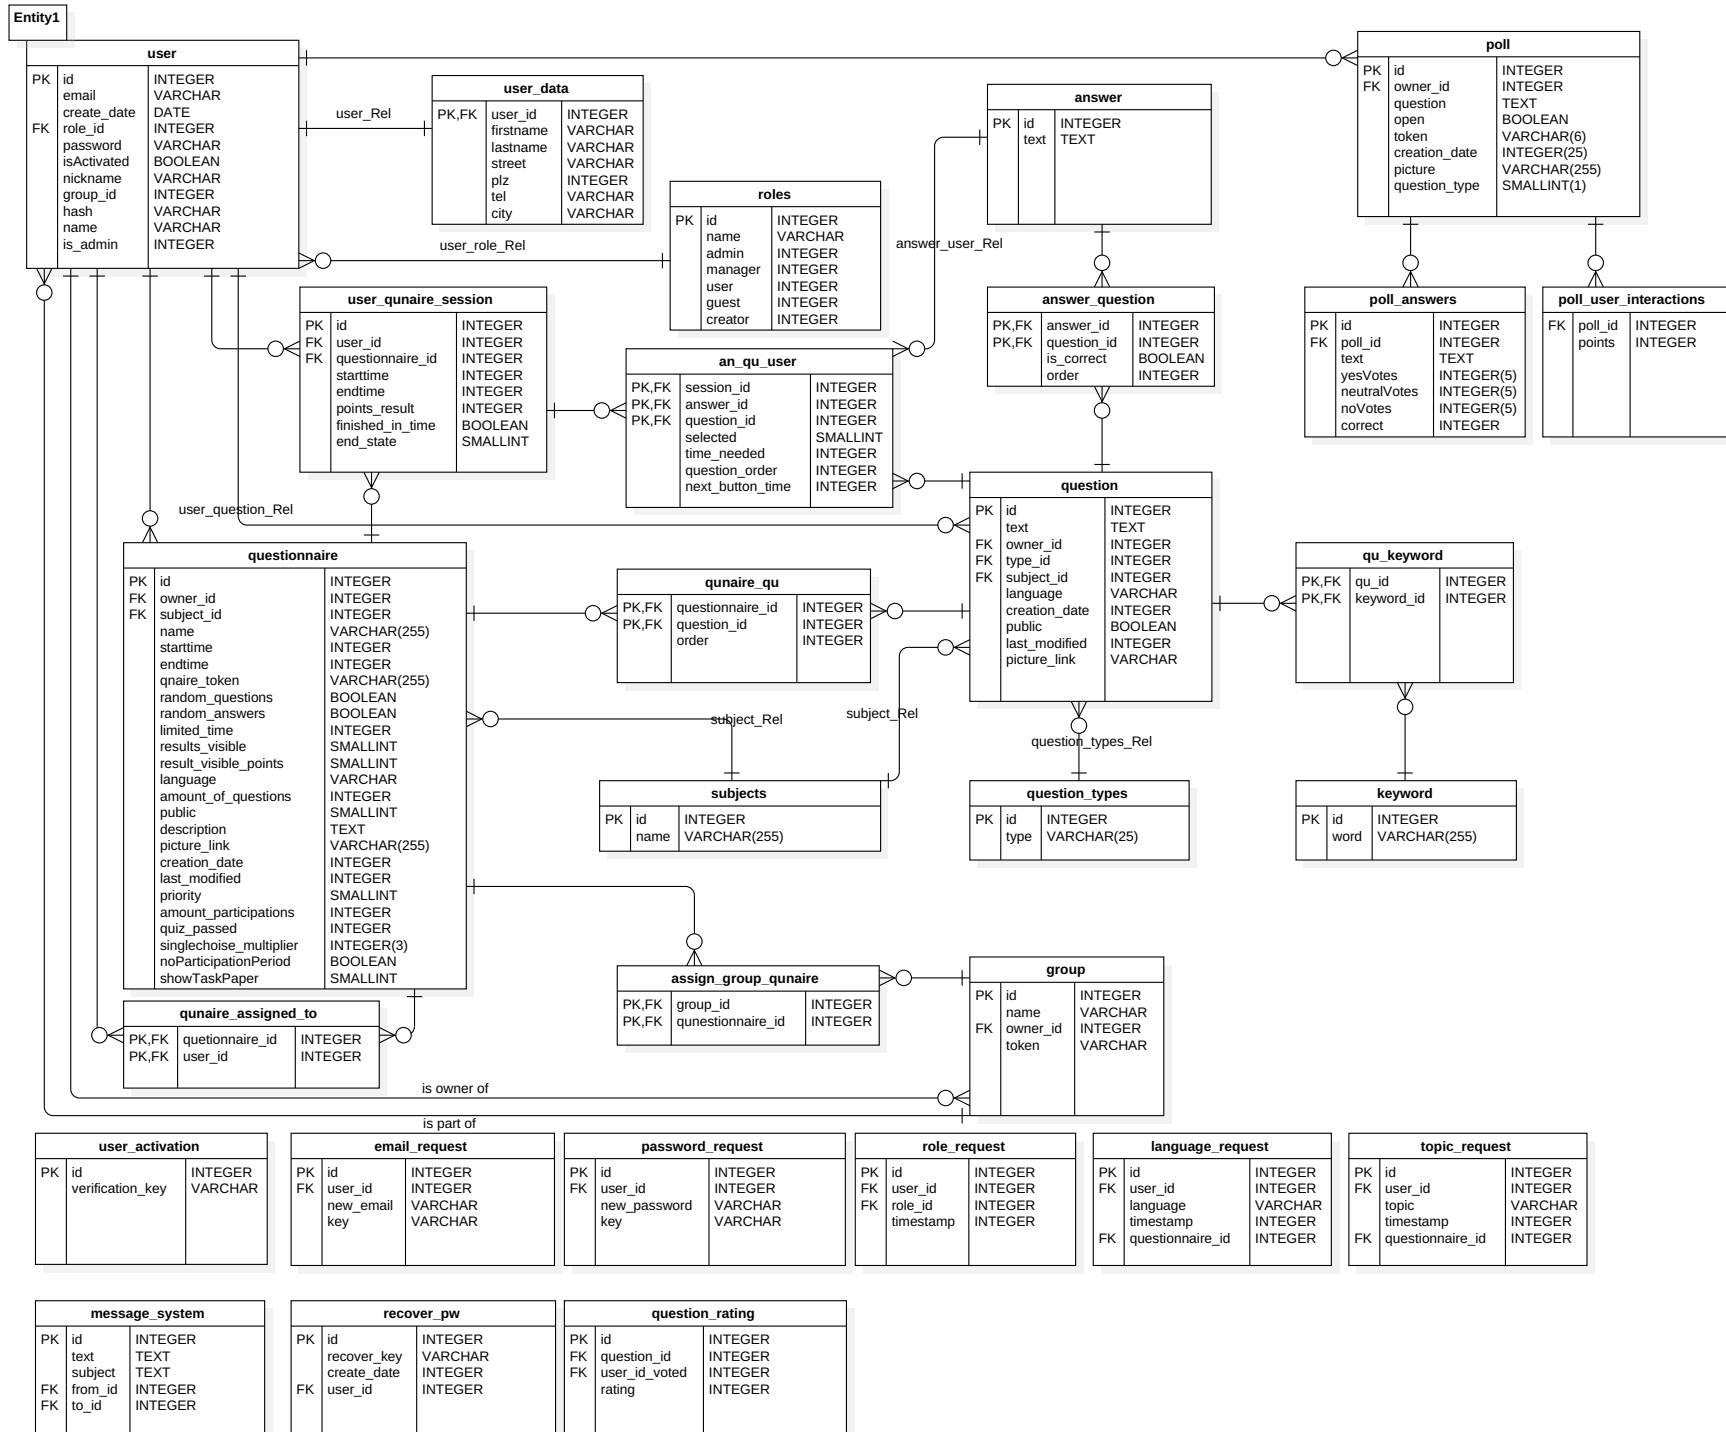 Entity1
user
PK id INTEGER
email VARCHAR
create_date DATE
FK role_id INTEGER
password VARCHAR
isActivated BOOLEAN
nickname VARCHAR
group_id INTEGER
hash VARCHAR
name VARCHAR
is_admin INTEGER
user_Rel
user_data
PK,FK user_id INTEGER
firstname VARCHAR
lastname VARCHAR
street VARCHAR
plz INTEGER
tel VARCHAR
city VARCHAR
user_role_Rel
roles
PK id INTEGER
name VARCHAR
admin INTEGER
manager INTEGER
user INTEGER
guest INTEGER
creator INTEGER
answer
PK id INTEGER
text TEXT
answer_user_Rel
poll
PK id INTEGER
FK owner_id INTEGER
question TEXT
open BOOLEAN
token VARCHAR(6)
creation_date INTEGER(25)
picture VARCHAR(255)
question_type SMALLINT(1)
user_qunaire_session
PK id INTEGER
FK user_id INTEGER
FK questionnaire_id INTEGER
starttime INTEGER
endtime INTEGER
points_result INTEGER
finished_in_time BOOLEAN
end_state SMALLINT
an_qu_user
PK,FK session_id INTEGER
PK,FK answer_id INTEGER
PK,FK question_id INTEGER
selected SMALLINT
time_needed INTEGER
question_order INTEGER
next_button_time INTEGER
answer_question
PK,FK answer_id INTEGER
PK,FK question_id INTEGER
is_correct BOOLEAN
order INTEGER
poll_answers
PK id INTEGER
FK poll_id INTEGER
text TEXT
yesVotes INTEGER(5)
neutralVotes INTEGER(5)
noVotes INTEGER(5)
correct INTEGER
poll_user_interactions
FK poll_id INTEGER
points INTEGER
user_question_Rel
questionnaire
PK id INTEGER
FK owner_id INTEGER
FK subject_id INTEGER
name VARCHAR(255)
starttime INTEGER
endtime INTEGER
qnaire_token VARCHAR(255)
random_questions BOOLEAN
random_answers BOOLEAN
limited_time INTEGER
results_visible SMALLINT
result_visible_points SMALLINT
language VARCHAR
amount_of_questions INTEGER
public SMALLINT
description TEXT
picture_link VARCHAR(255)
creation_date INTEGER
last_modified INTEGER
priority SMALLINT
amount_participations INTEGER
quiz_passed INTEGER
singlechoise_multiplier INTEGER(3)
noParticipationPeriod BOOLEAN
showTaskPaper SMALLINT
qunaire_qu
PK,FK questionnaire_id INTEGER
PK,FK question_id INTEGER
order INTEGER
question
PK id INTEGER
text TEXT
FK owner_id INTEGER
FK type_id INTEGER
FK subject_id INTEGER
language VARCHAR
creation_date INTEGER
public BOOLEAN
last_modified INTEGER
picture_link VARCHAR
qu_keyword
PK,FK qu_id INTEGER
PK,FK keyword_id INTEGER
subject_Rel
subject_Rel
question_types_Rel
subjects
PK id INTEGER
name VARCHAR(255)
question_types
PK id INTEGER
type VARCHAR(25)
keyword
PK id INTEGER
word VARCHAR(255)
qunaire_assigned_to
PK,FK quetionnaire_id INTEGER
PK,FK user_id INTEGER
assign_group_qunaire
PK,FK group_id INTEGER
PK,FK qunestionnaire_id INTEGER
group
PK id INTEGER
name VARCHAR
FK owner_id INTEGER
token VARCHAR
is owner of
is part of
user_activation
PK id INTEGER
verification_key VARCHAR
email_request
PK id INTEGER
FK user_id INTEGER
new_email VARCHAR
key VARCHAR
password_request
PK id INTEGER
FK user_id INTEGER
new_password VARCHAR
key VARCHAR
role_request
PK id INTEGER
FK user_id INTEGER
FK role_id INTEGER
timestamp INTEGER
language_request
PK id INTEGER
FK user_id INTEGER
language VARCHAR
timestamp INTEGER
FK questionnaire_id INTEGER
topic_request
PK id INTEGER
FK user_id INTEGER
topic VARCHAR
timestamp INTEGER
FK questionnaire_id INTEGER
message_system
PK id INTEGER
text TEXT
subject TEXT
FK from_id INTEGER
FK to_id INTEGER
recover_pw
PK id INTEGER
recover_key VARCHAR
create_date INTEGER
FK user_id INTEGER
question_rating
PK id INTEGER
FK question_id INTEGER
FK user_id_voted INTEGER
rating INTEGER